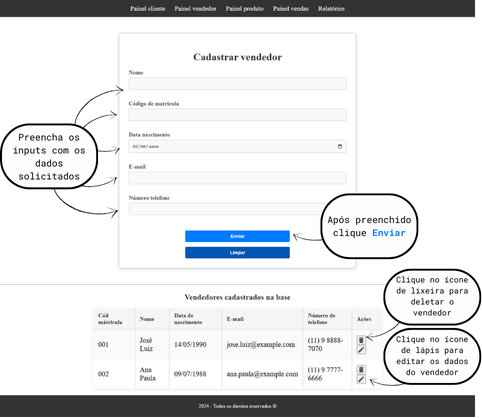 Painel cliente Painel vendedor Painel produto Painel vendas Relatórios
Cadastrar vendedor
Nome
Código de matrícula
Data nascimento
dd/mm/aaaa
E-mail
Número telefone
Enviar
Limpar
Preencha os
inputs com os
dados
solicitados
Após preenchido
clique Enviar
Vendedores cadastrados na base
Cód matrícula Nome Data de nascimento E-mail Número de telefone Ações
001 José Luiz 14/05/1990 jose.luiz@example.com (11) 9 8888-7070
002 Ana Paula 09/07/1988 ana.paula@example.com (11) 9 7777-6666
Clique no ícone
de lixeira para
deletar o
vendedor
Clique no ícone
de lápis para
editar os dados
do vendedor
2024 - Todos os direitos reservados ©